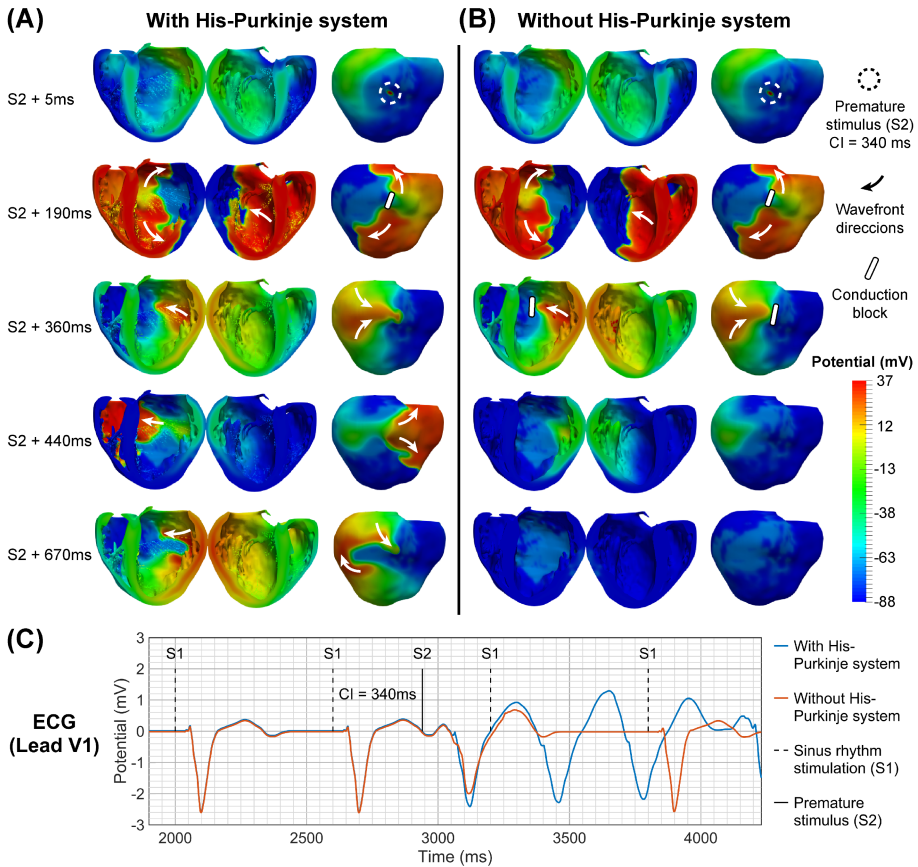 (A)
With His-Purkinje system
(B)
Without His-Purkinje system
S2 + 5ms
S2 + 190ms
S2 + 360ms
S2 + 440ms
S2 + 670ms
Premature
stimulus (S2)
CI = 340 ms
Wavefront
direccions
Conduction
block
Potential (mV)
37
12
-13
-38
-63
-88
(C)
ECG
(Lead V1)
Potential (mV)
3
2
1
0
-1
-2
-3
S1
S1
S2
S1
S1
CI = 340ms
2000
2500
3000
3500
4000
Time (ms)
With His-
Purkinje system
Without His-
Purkinje system
Sinus rhythm
stimulation (S1)
Premature
stimulus (S2)